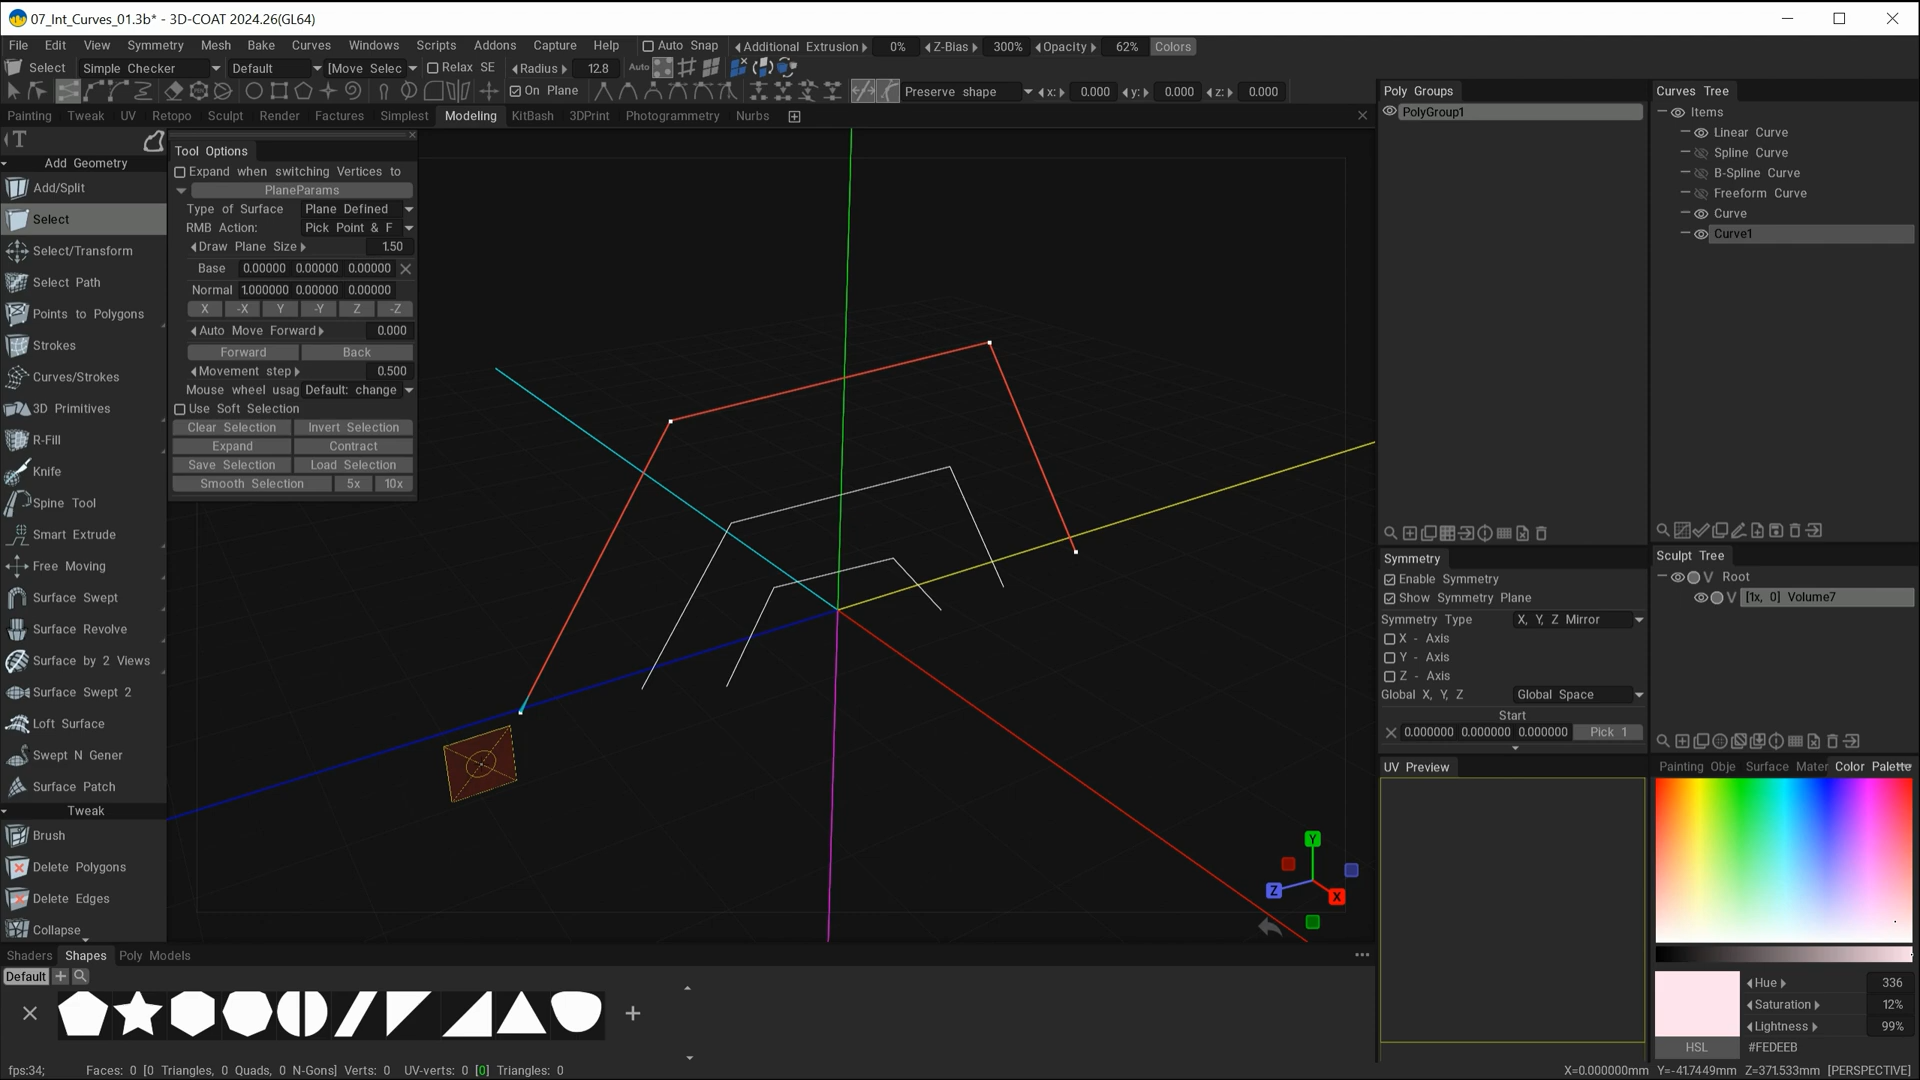 07_Int_Curves_01.3b* - 3D-COAT 2024.26(GL64)
File Edit View Symmetry Mesh Bake Curves Windows Scripts Addons Capture Help Auto Snap Additional Extrusion 0% Z-Bias 300% Opacity 62% Colors
Select Simple Checker Default [Move Selec Relax SE Radius 12.8 Auto
On Plane Preserve shape x: 0.000 y: 0.000 z: 0.000
Painting Tweak UV Retopo Sculpt Render Factures Simplest Modeling KitBash 3DPrint Photogrammetry Nurbs
T
Add Geometry
Add/Split
Select
Select/Transform
Select Path
Points to Polygons
Strokes
Curves/Strokes
3D Primitives
R-Fill
Knife
Spine Tool
Smart Extrude
Free Moving
Surface Swept
Surface Revolve
Surface by 2 Views
Surface Swept 2
Loft Surface
Swept N Gener
Surface Patch
Tweak
Brush
Delete Polygons
Delete Edges
Collapse
Tool Options
Expand when switching Vertices to
PlaneParams
Type of Surface Plane Defined
RMB Action: Pick Point & F
Draw Plane Size 1.50
Base 0.00000 0.00000 0.00000
Normal 1.000000 0.00000 0.00000
X -X Y -Y Z -Z
Auto Move Forward 0.000
Forward Back
Movement step 0.500
Mouse wheel usag Default: change
Use Soft Selection
Clear Selection Invert Selection
Expand Contract
Save Selection Load Selection
Smooth Selection 5x 10x
Y
Z
X
Poly Groups
PolyGroup1
Curves Tree
Items
Linear Curve
Spline Curve
B-Spline Curve
Freeform Curve
Curve
Curve1
Symmetry
Enable Symmetry
Show Symmetry Plane
Symmetry Type X, Y, Z Mirror
X - Axis
Y - Axis
Z - Axis
Global X, Y, Z Global Space
Start
0.000000 0.000000 0.000000 Pick 1
Sculpt Tree
V Root
V [1x, 0] Volume7
UV Preview
Painting Obje Surface Mater Color Palette
Hue 336
Saturation 12%
Lightness 99%
HSL #FEDEEB
Shaders Shapes Poly Models
Default
fps:34; Faces: 0 [0 Triangles, 0 Quads, 0 N-Gons] Verts: 0 UV-verts: 0 [0] Triangles: 0
X=0.000000mm Y=-41.7449mm Z=371.533mm [PERSPECTIVE]